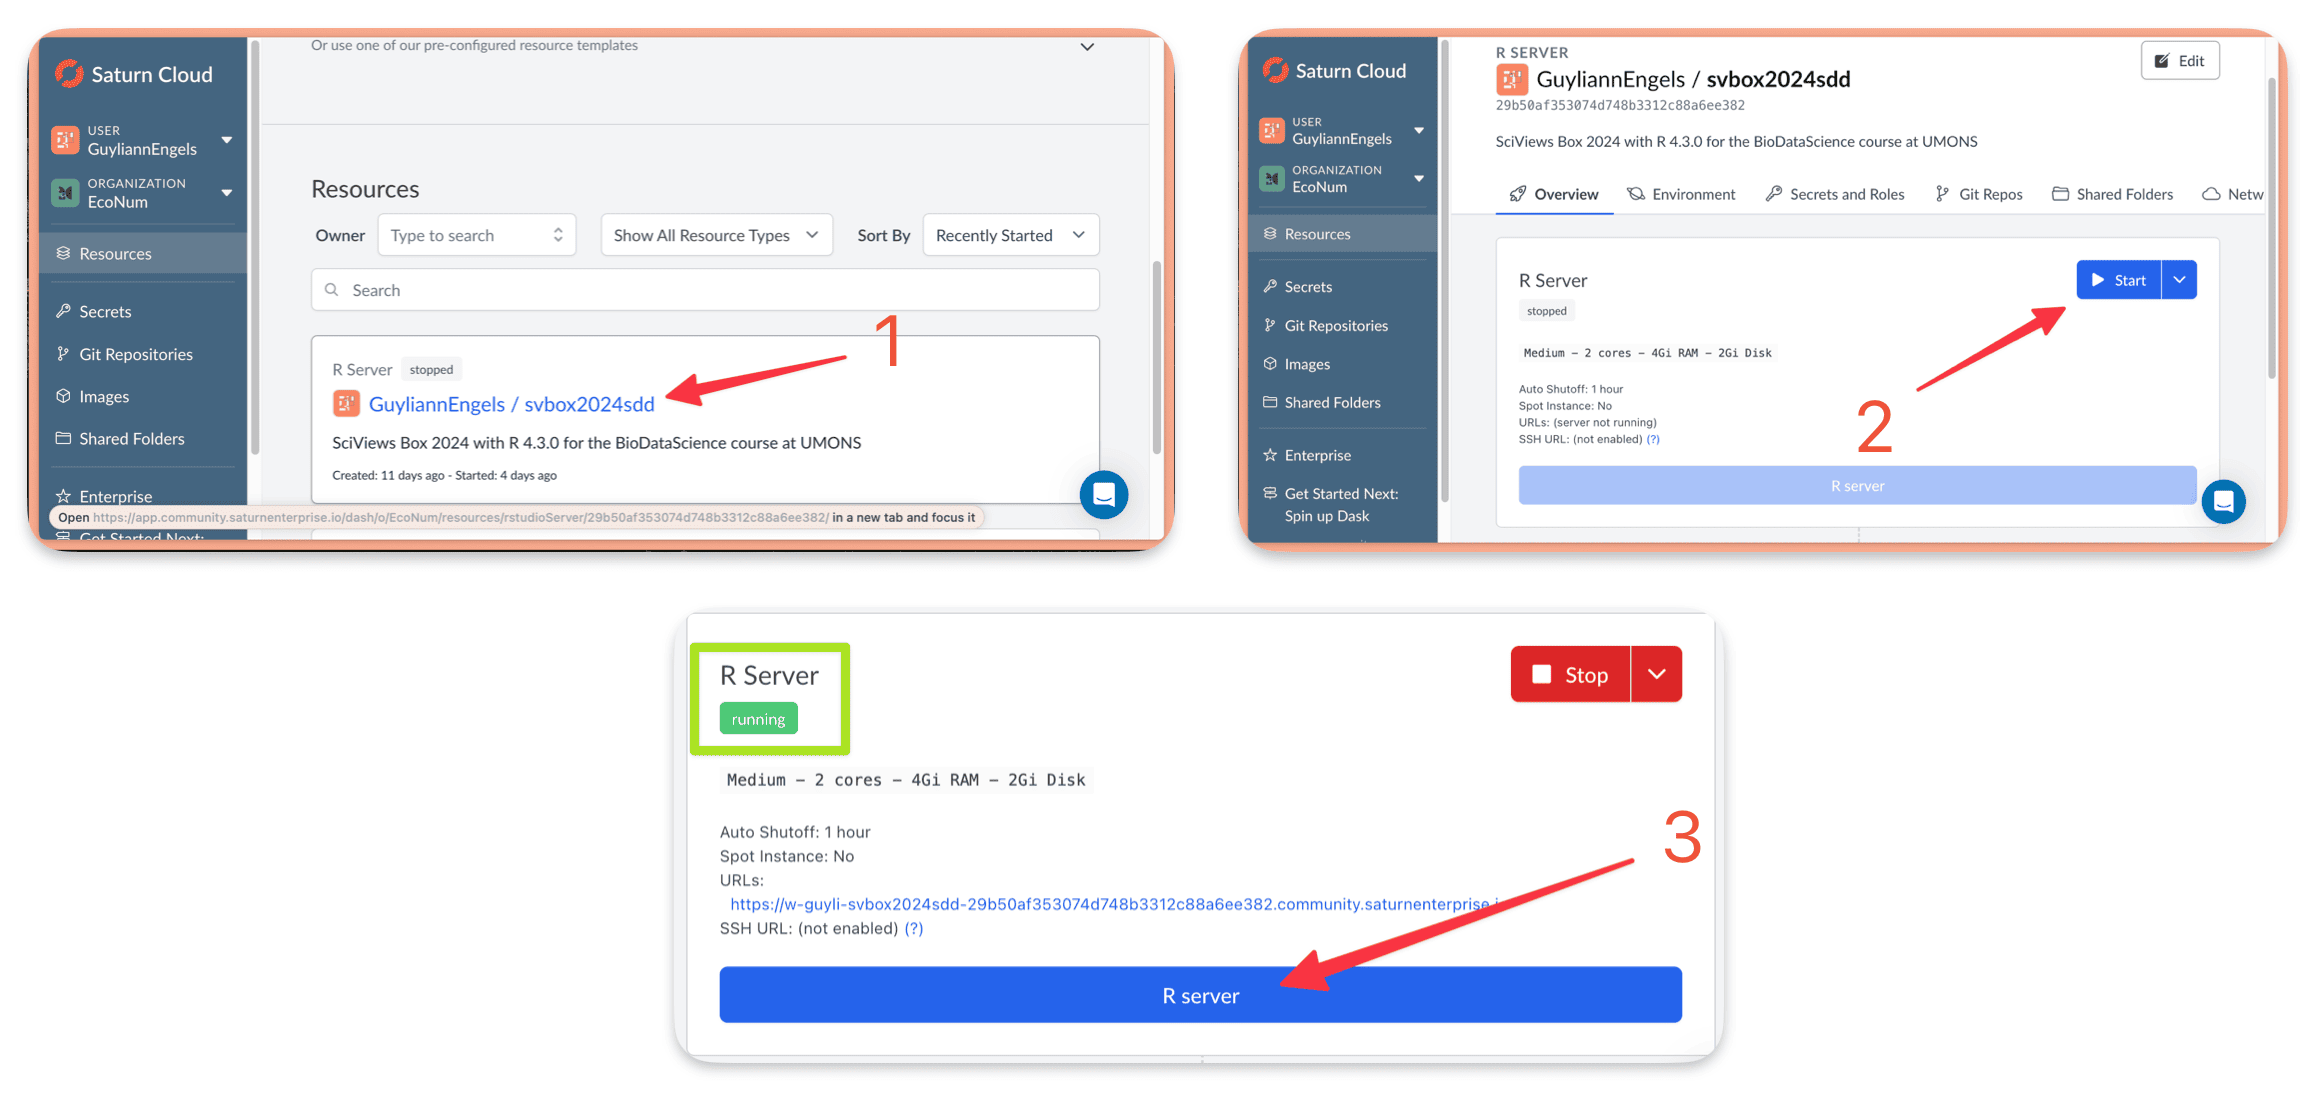 Saturn Cloud
USER
GuyliannEngels
ORGANIZATION
EcoNum
Resources
Secrets
Git Repositories
Images
Shared Folders
Enterprise
Get Started Next:
Or use one of our pre-configured resource templates
Resources
Owner Type to search Show All Resource Types Sort By Recently Started
Search
1
R Server stopped
GuyliannEngels / svbox2024sdd
SciViews Box 2024 with R 4.3.0 for the BioDataScience course at UMONS
Created: 11 days ago - Started: 4 days ago
Open https://app.community.saturnenterprise.io/dash/o/EcoNum/resources/rstudioServer/29b50af353074d748b3312c88a6ee382/ in a new tab and focus it
Saturn Cloud
USER
GuyliannEngels
ORGANIZATION
EcoNum
Resources
Secrets
Git Repositories
Images
Shared Folders
Enterprise
Get Started Next:
Spin up Dask
R SERVER
GuyliannEngels / svbox2024sdd
Edit
29b50af353074d748b3312c88a6ee382
SciViews Box 2024 with R 4.3.0 for the BioDataScience course at UMONS
Overview Environment Secrets and Roles Git Repos Shared Folders Netw
R Server
Start
stopped
Medium – 2 cores – 4Gi RAM – 2Gi Disk
Auto Shutoff: 1 hour
Spot Instance: No
URLs: (server not running)
SSH URL: (not enabled) (?)
2
R server
R Server
running
Stop
Medium – 2 cores – 4Gi RAM – 2Gi Disk
Auto Shutoff: 1 hour
Spot Instance: No
URLs:
https://w-guyli-svbox2024sdd-29b50af353074d748b3312c88a6ee382.community.saturnenterprise.i
SSH URL: (not enabled) (?)
3
R server